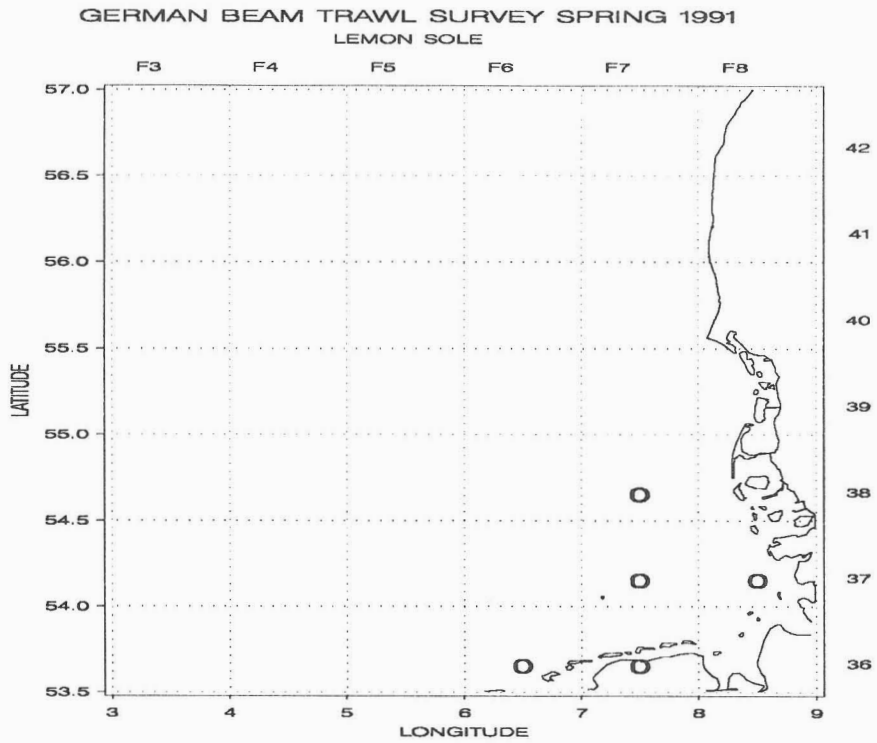 GERMAN BEAM TRAWL SURVEY SPRING 1991
LEMON SOLE
F3 F4 F5 F6 F7 F8
57.0
42
56.5
41
56.0
40
55.5
39
55.0
38
54.5
37
54.0
36
53.5
LATITUDE
O
O O
O O
3 4 5 6 7 8 9
LONGITUDE